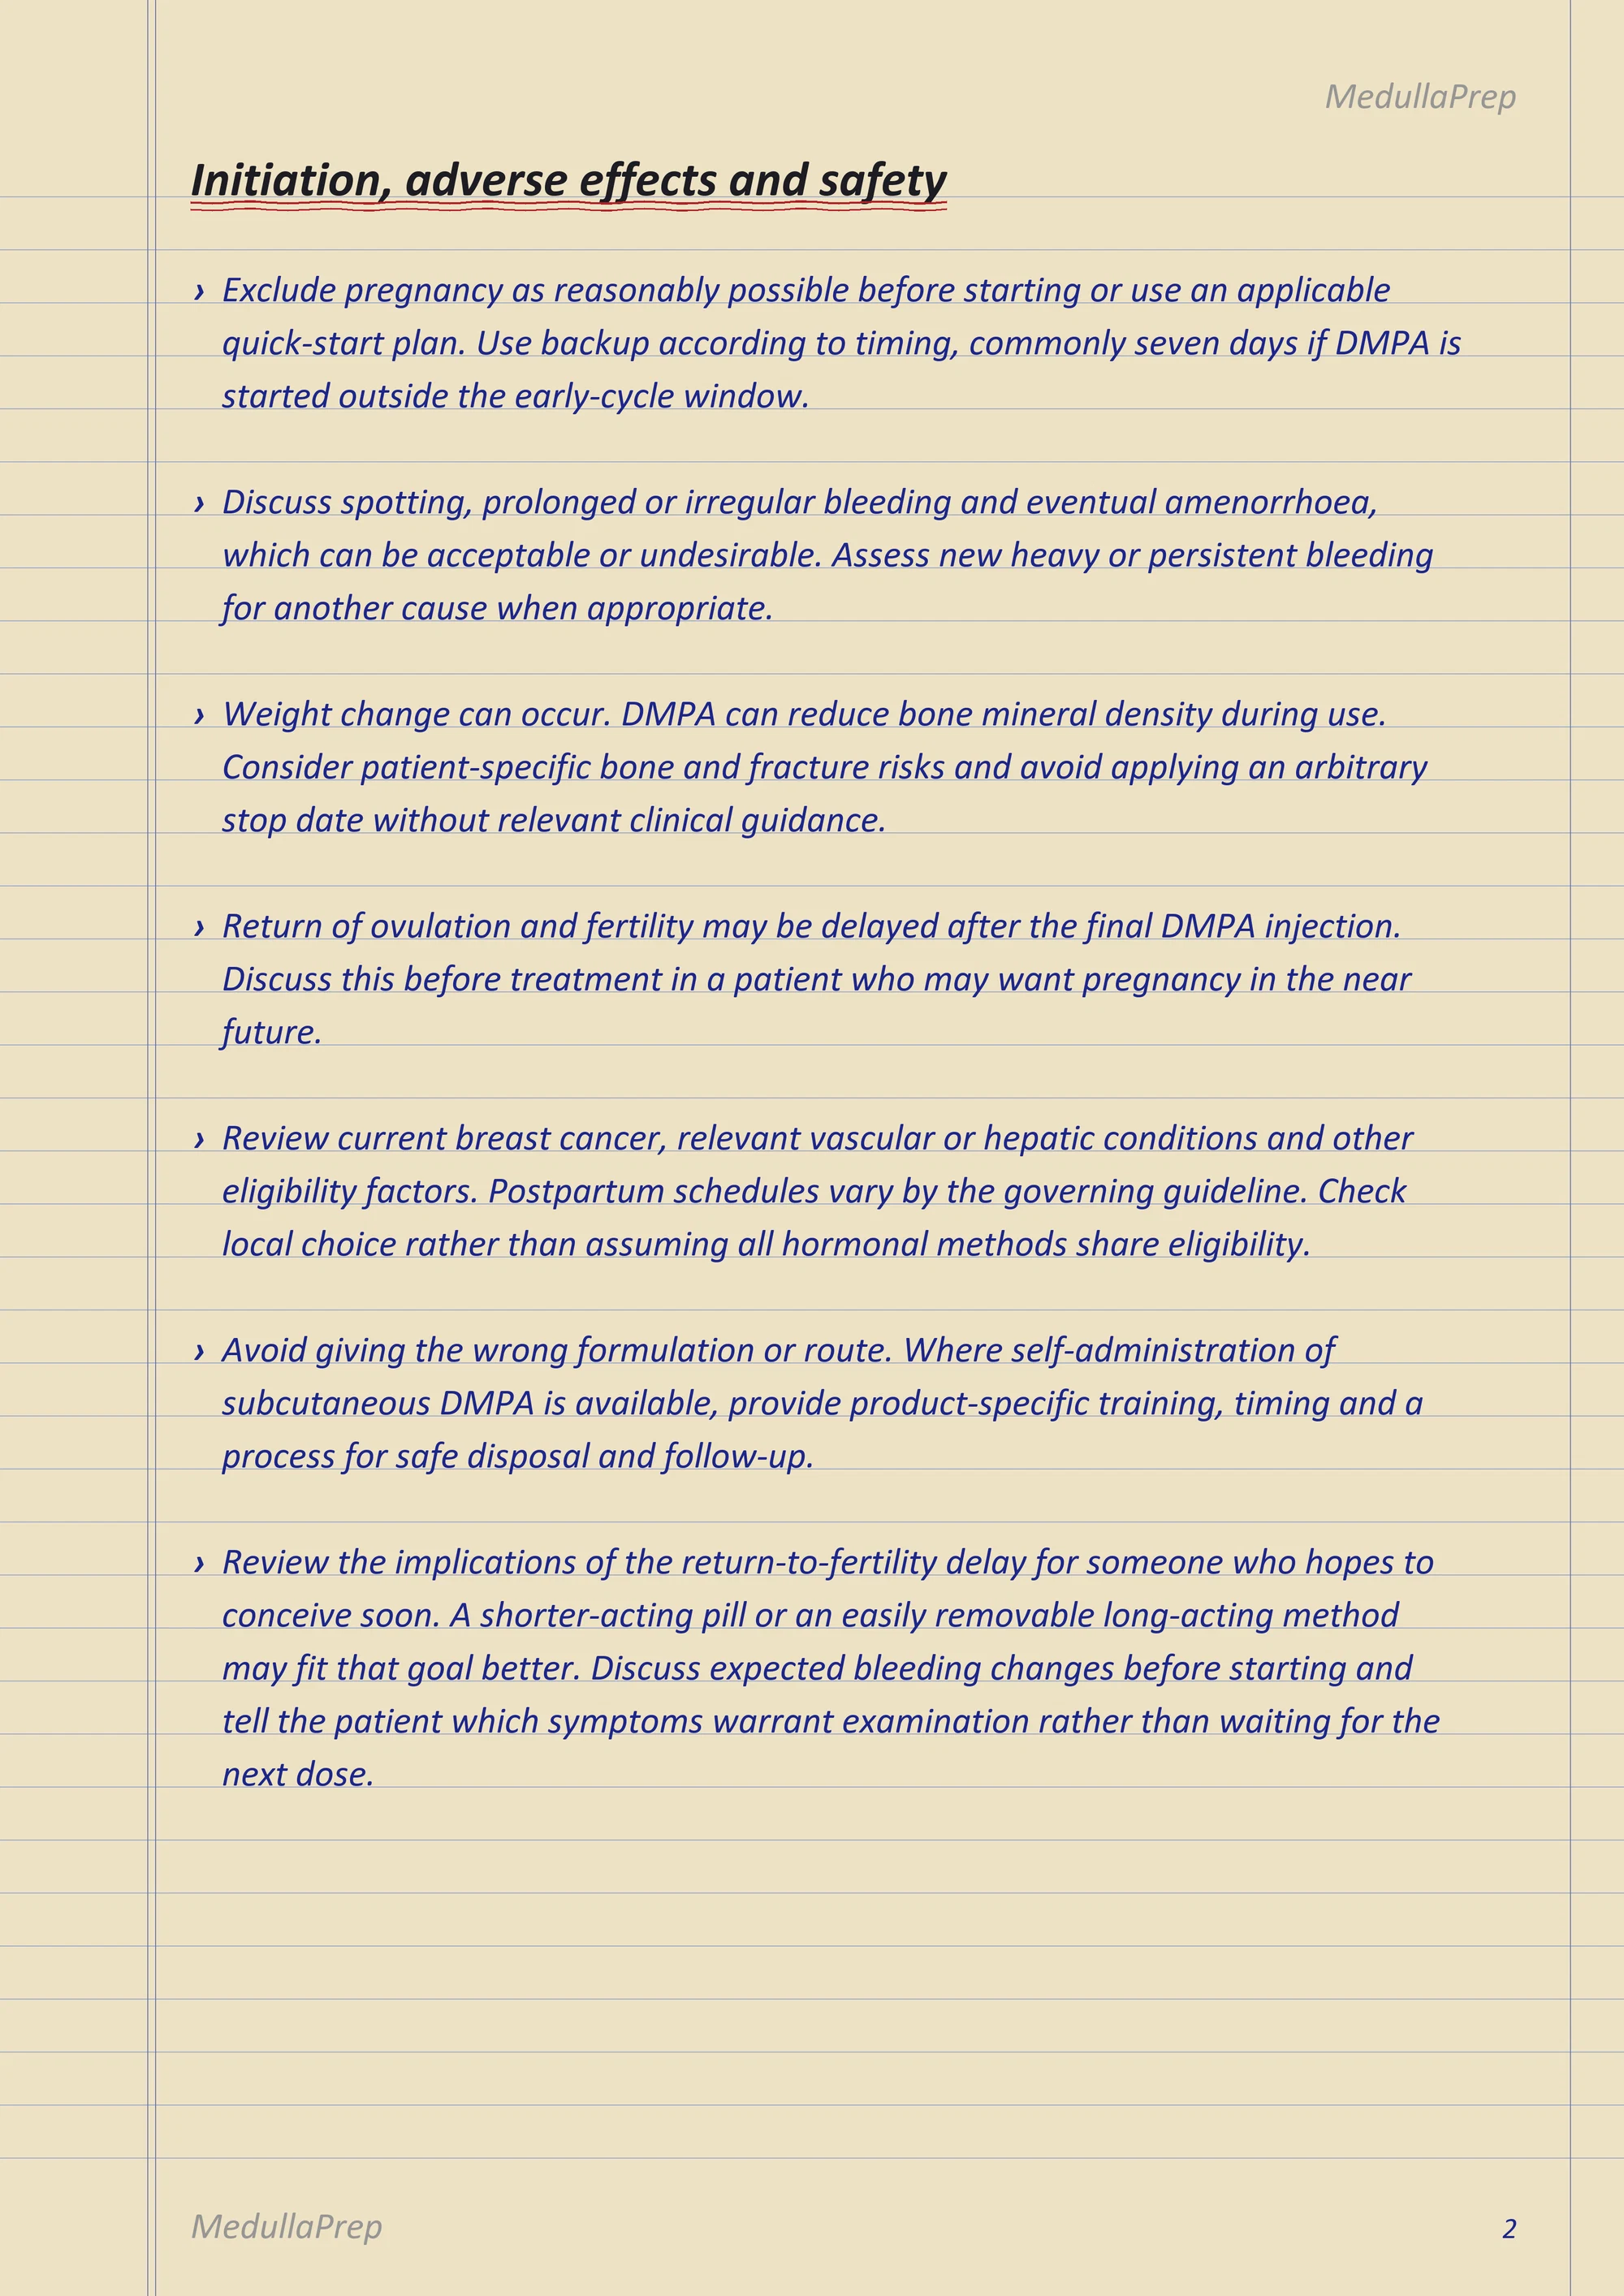 MedullaPrep
Initiation, adverse effects and safety
› Exclude pregnancy as reasonably possible before starting or use an applicable
quick-start plan. Use backup according to timing, commonly seven days if DMPA is
started outside the early-cycle window.
› Discuss spotting, prolonged or irregular bleeding and eventual amenorrhoea,
which can be acceptable or undesirable. Assess new heavy or persistent bleeding
for another cause when appropriate.
› Weight change can occur. DMPA can reduce bone mineral density during use.
Consider patient-specific bone and fracture risks and avoid applying an arbitrary
stop date without relevant clinical guidance.
› Return of ovulation and fertility may be delayed after the final DMPA injection.
Discuss this before treatment in a patient who may want pregnancy in the near
future.
› Review current breast cancer, relevant vascular or hepatic conditions and other
eligibility factors. Postpartum schedules vary by the governing guideline. Check
local choice rather than assuming all hormonal methods share eligibility.
› Avoid giving the wrong formulation or route. Where self-administration of
subcutaneous DMPA is available, provide product-specific training, timing and a
process for safe disposal and follow-up.
› Review the implications of the return-to-fertility delay for someone who hopes to
conceive soon. A shorter-acting pill or an easily removable long-acting method
may fit that goal better. Discuss expected bleeding changes before starting and
tell the patient which symptoms warrant examination rather than waiting for the
next dose.
MedullaPrep
2